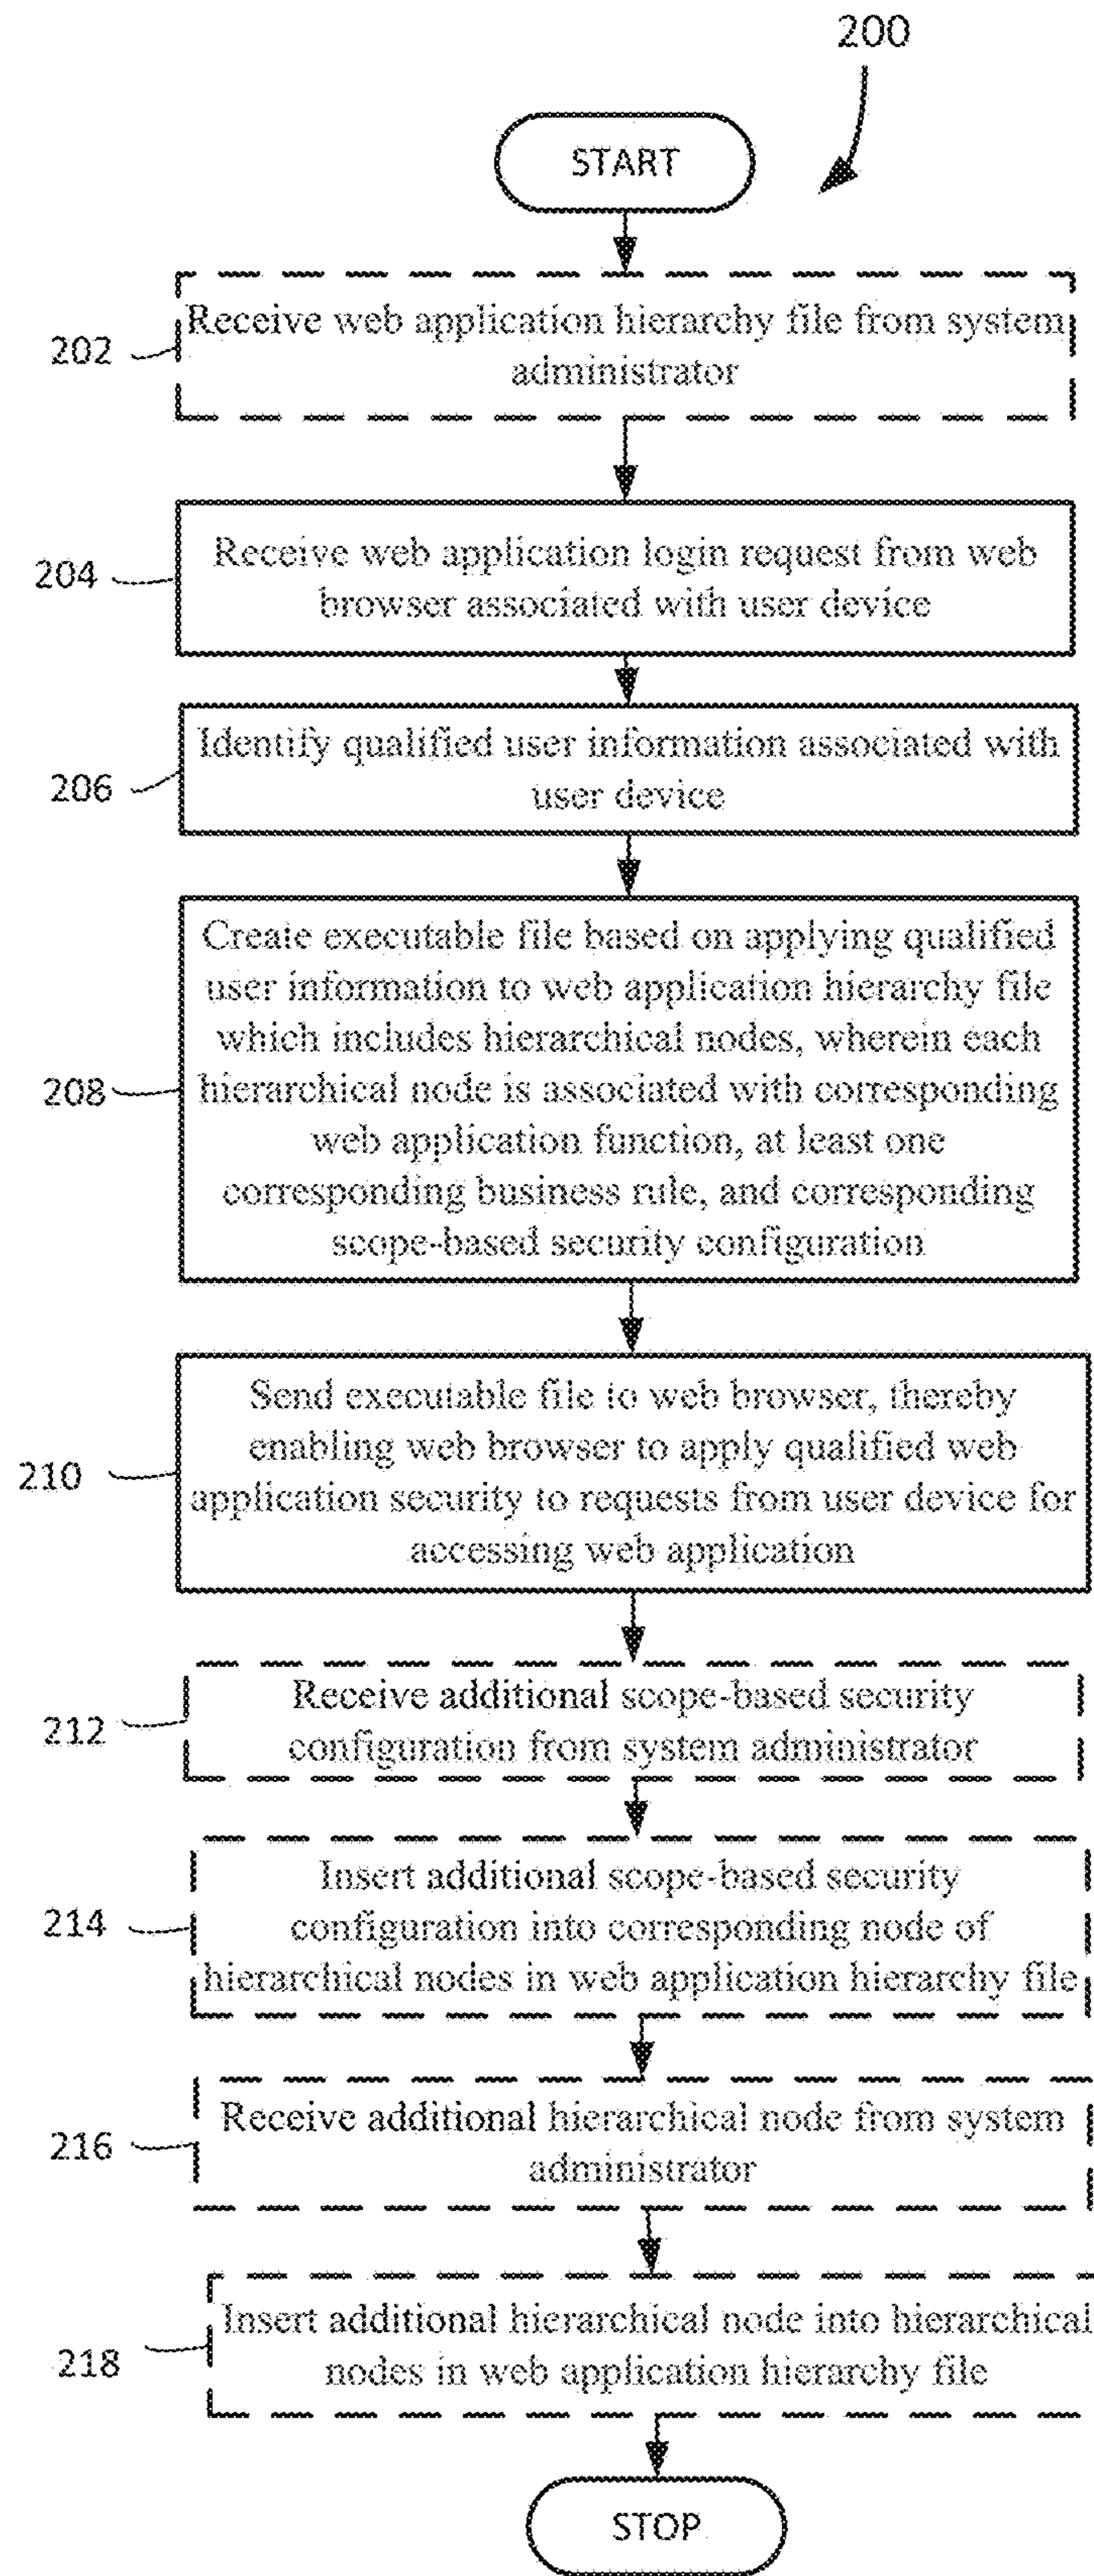 200
START
202
Receive web application hierarchy file from system
administrator
204
Receive web application login request from web
browser associated with user device
206
Identify qualified user information associated with
user device
208
Create executable file based on applying qualified
user information to web application hierarchy file
which includes hierarchical nodes, wherein each
hierarchical node is associated with corresponding
web application function, at least one
corresponding business rule, and corresponding
scope-based security configuration
210
Send executable file to web browser, thereby
enabling web browser to apply qualified web
application security to requests from user device for
accessing web application
212
Receive additional scope-based security
configuration from system administrator
214
Insert additional scope-based security
configuration into corresponding node of
hierarchical nodes in web application hierarchy file
216
Receive additional hierarchical node from system
administrator
218
Insert additional hierarchical node into hierarchical
nodes in web application hierarchy file
STOP